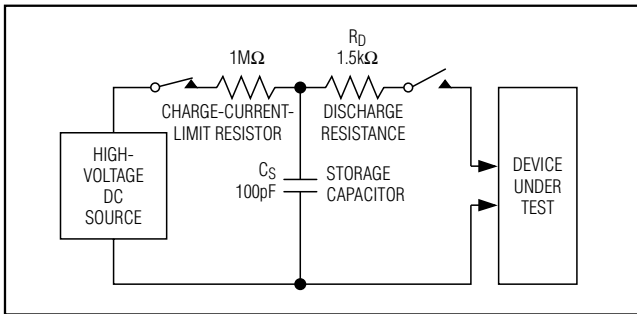 1MΩ
R_D
1.5kΩ
CHARGE-CURRENT-
LIMIT RESISTOR
DISCHARGE
RESISTANCE
HIGH-
VOLTAGE
DC
SOURCE
C_S
100pF
STORAGE
CAPACITOR
DEVICE
UNDER
TEST